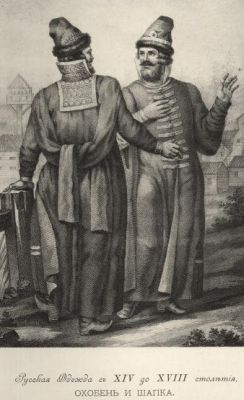 Русская Одежда съ XIV до XVIII столѣтія.
ОХОБЕНЬ И ШАПКА.